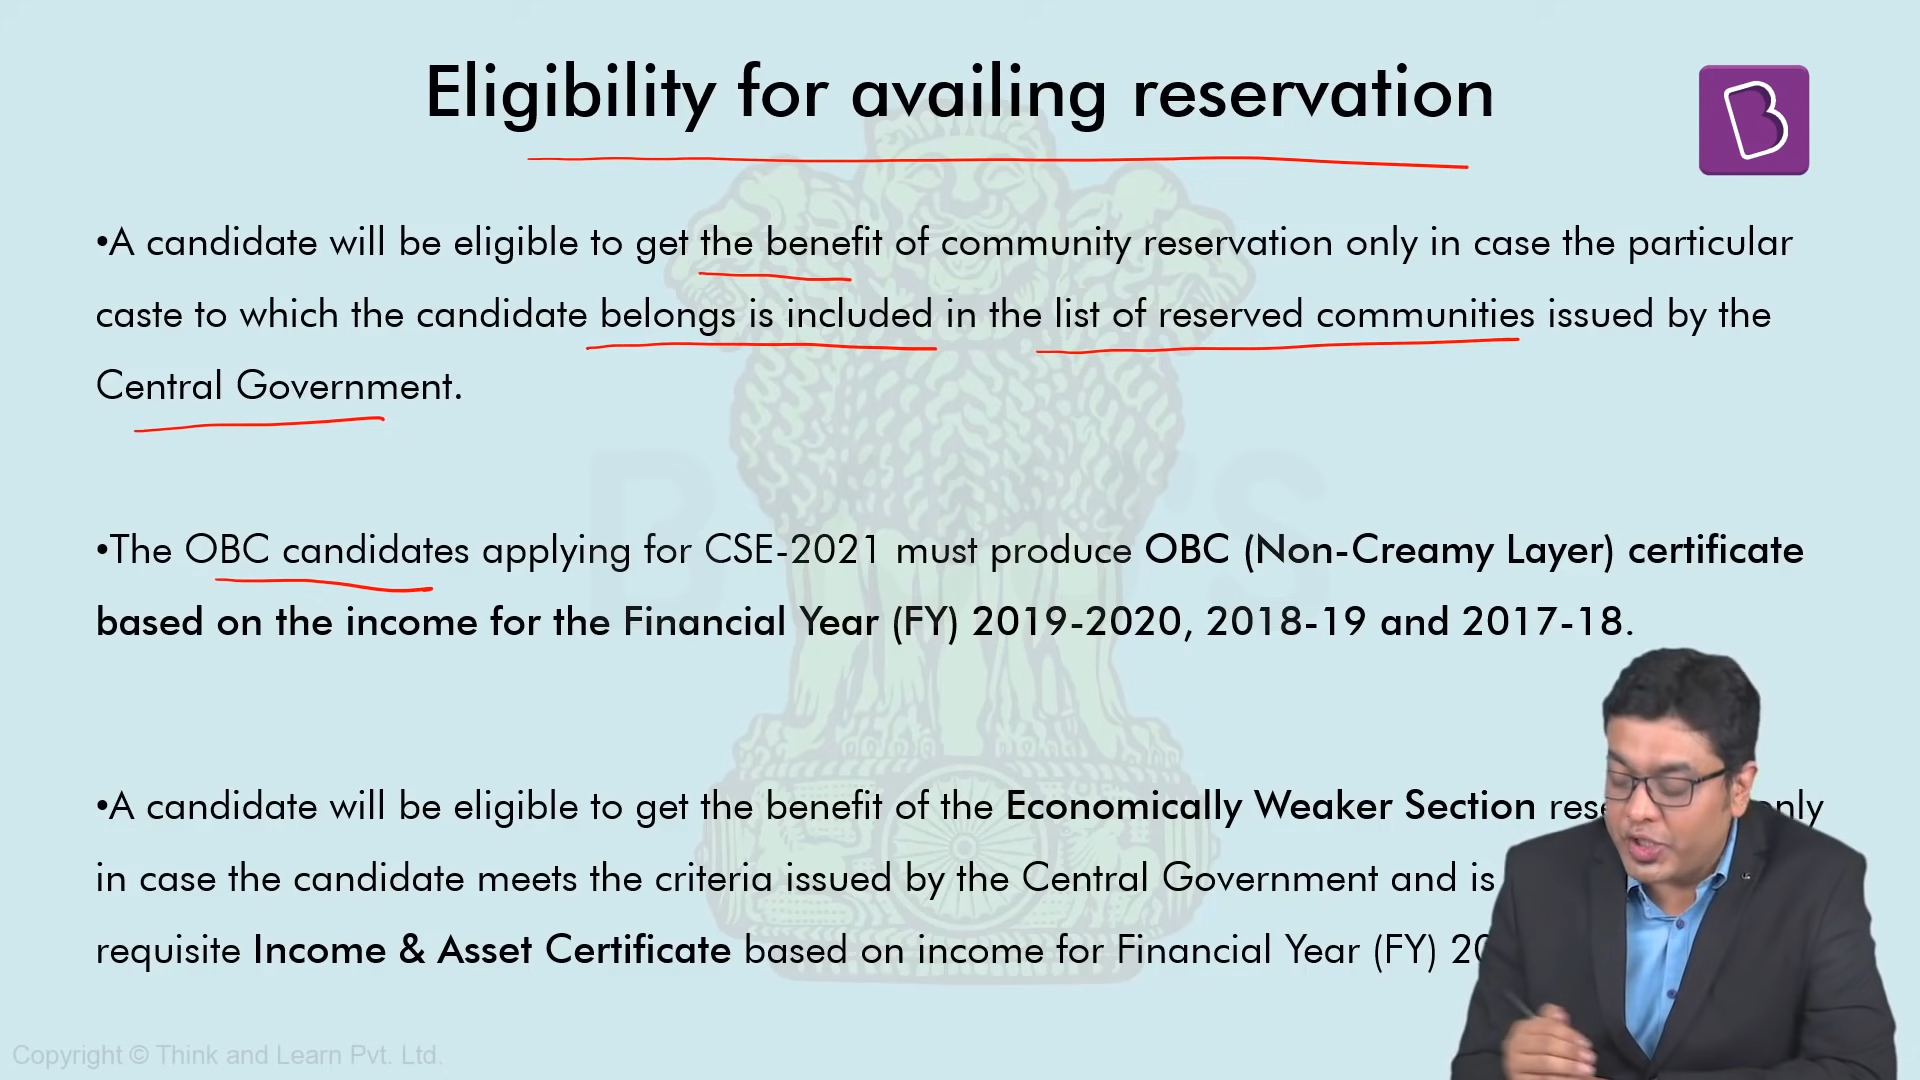 Eligibility for availing reservation
B
•A candidate will be eligible to get the benefit of community reservation only in case the particular
caste to which the candidate belongs is included in the list of reserved communities issued by the
Central Government.
•The OBC candidates applying for CSE-2021 must produce OBC (Non-Creamy Layer) certificate
based on the income for the Financial Year (FY) 2019-2020, 2018-19 and 2017-18.
•A candidate will be eligible to get the benefit of the Economically Weaker Section only
in case the candidate meets the criteria issued by the Central Government and is
requisite Income & Asset Certificate based on income for Financial Year (FY)
Copyright © Think and Learn Pvt. Ltd.